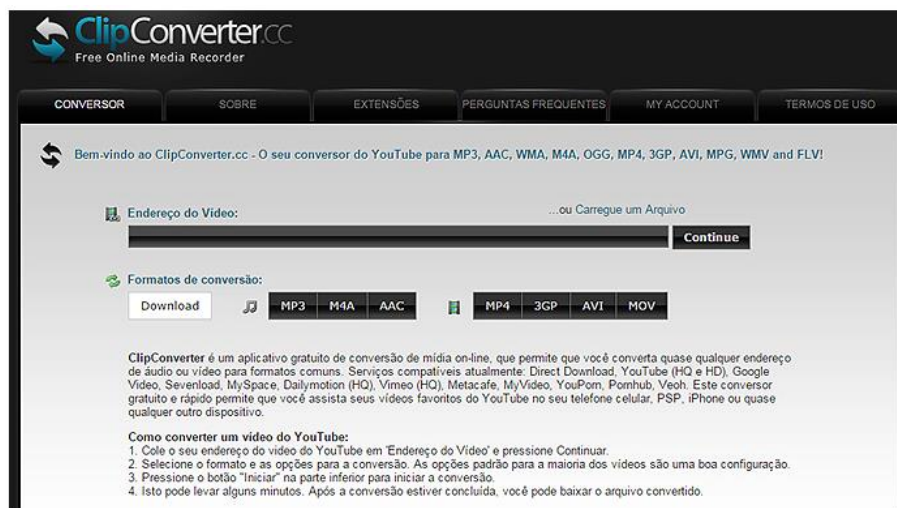 ClipConverter.cc
Free Online Media Recorder
CONVERSOR SOBRE EXTENSÕES PERGUNTAS FREQUENTES MY ACCOUNT TERMOS DE USO
Bem-vindo ao ClipConverter.cc - O seu conversor do YouTube para MP3, AAC, WMA, M4A, OGG, MP4, 3GP, AVI, MPG, WMV and FLV!
Endereço do Vídeo: ...ou Carregue um Arquivo
Continue
Formatos de conversão:
Download MP3 M4A AAC MP4 3GP AVI MOV
ClipConverter é um aplicativo gratuito de conversão de mídia on-line, que permite que você converta quase qualquer endereço
de áudio ou vídeo para formatos comuns. Serviços compatíveis atualmente: Direct Download, YouTube (HQ e HD), Google
Video, Sevenload, MySpace, Dailymotion (HQ), Vimeo (HQ), Metacafe, MyVideo, YouPorn, Pornhub, Veoh. Este conversor
gratuito e rápido permite que você assista seus vídeos favoritos do YouTube no seu telefone celular, PSP, iPhone ou quase
qualquer outro dispositivo.
Como converter um vídeo do YouTube:
1. Cole o seu endereço do video do YouTube em 'Endereço do Vídeo' e pressione Continuar.
2. Selecione o formato e as opções para a conversão. As opções padrão para a maioria dos vídeos são uma boa configuração.
3. Pressione o botão "Iniciar" na parte inferior para iniciar a conversão.
4. Isto pode levar alguns minutos. Após a conversão estiver concluída, você pode baixar o arquivo convertido.